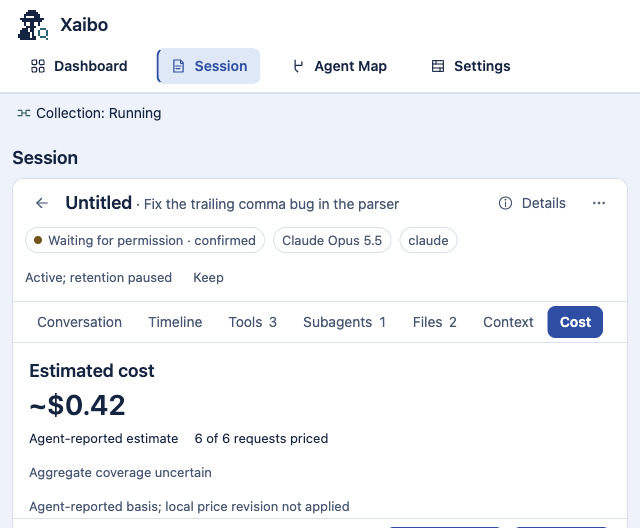 Xaibo
Dashboard Session Agent Map Settings
Collection: Running
Session
Untitled · Fix the trailing comma bug in the parser Details ...
Waiting for permission · confirmed Claude Opus 5.5 claude
Active; retention paused Keep
Conversation Timeline Tools 3 Subagents 1 Files 2 Context Cost
Estimated cost
~$0.42
Agent-reported estimate 6 of 6 requests priced
Aggregate coverage uncertain
Agent-reported basis; local price revision not applied